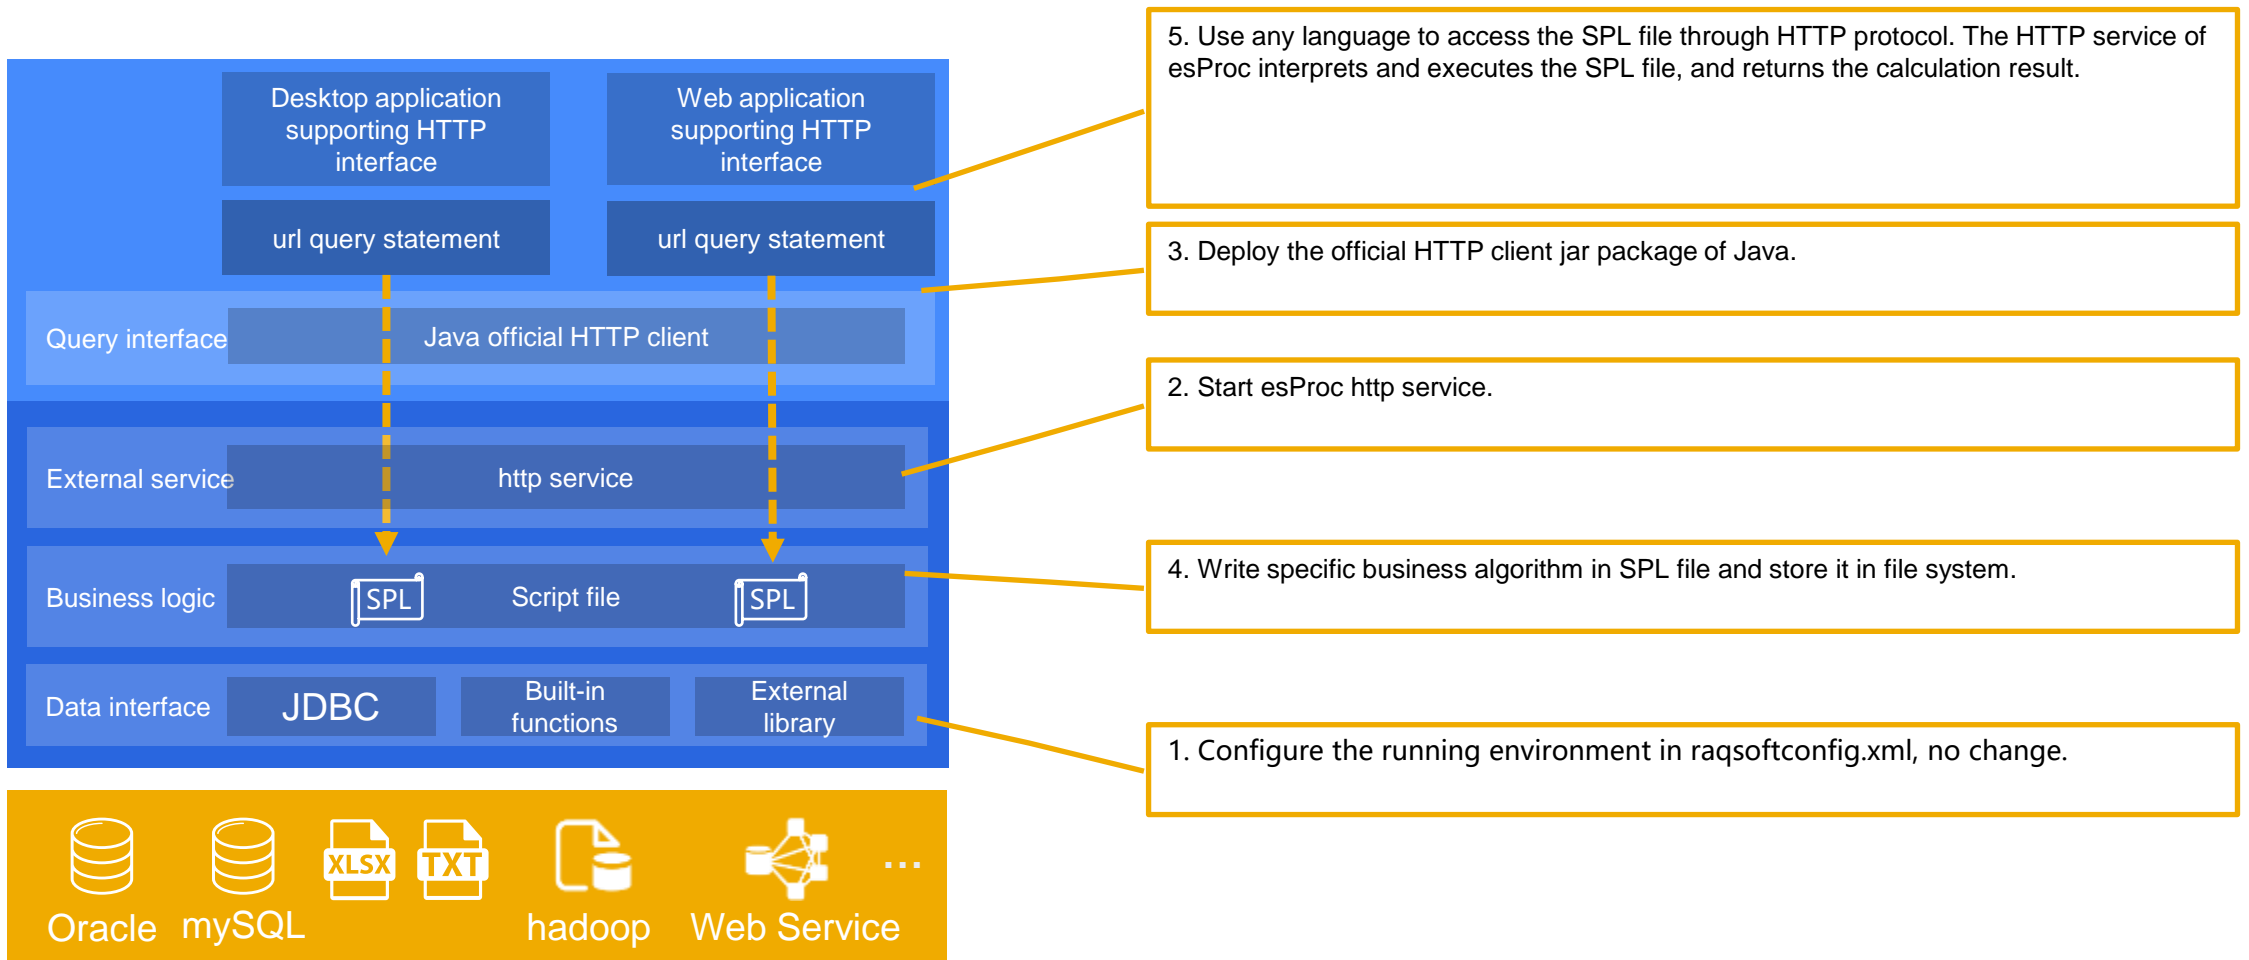 Desktop application
supporting HTTP
interface
Web application
supporting HTTP
interface
url query statement
url query statement
Query interface
Java official HTTP client
External service
http service
Business logic
SPL
Script file
SPL
Data interface
JDBC
Built-in
functions
External
library
XLSX
TXT
...
Oracle
mySQL
hadoop
Web Service
5. Use any language to access the SPL file through HTTP protocol. The HTTP service of
esProc interprets and executes the SPL file, and returns the calculation result.
3. Deploy the official HTTP client jar package of Java.
2. Start esProc http service.
4. Write specific business algorithm in SPL file and store it in file system.
1. Configure the running environment in raqsoftconfig.xml, no change.